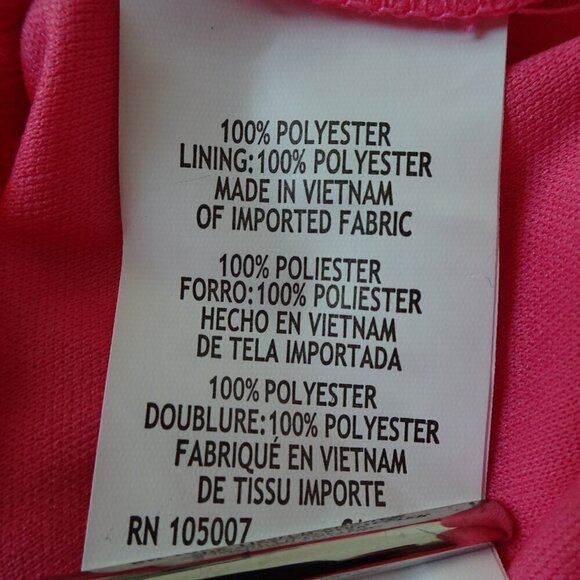 100% POLYESTER
LINING:100% POLYESTER
MADE IN VIETNAM
OF IMPORTED FABRIC
100% POLIESTER
FORRO:100% POLIESTER
HECHO EN VIETNAM
DE TELA IMPORTADA
100% POLYESTER
DOUBLURE:100% POLYESTER
FABRIQUÉ EN VIETNAM
DE TISSU IMPORTE
RN 105007